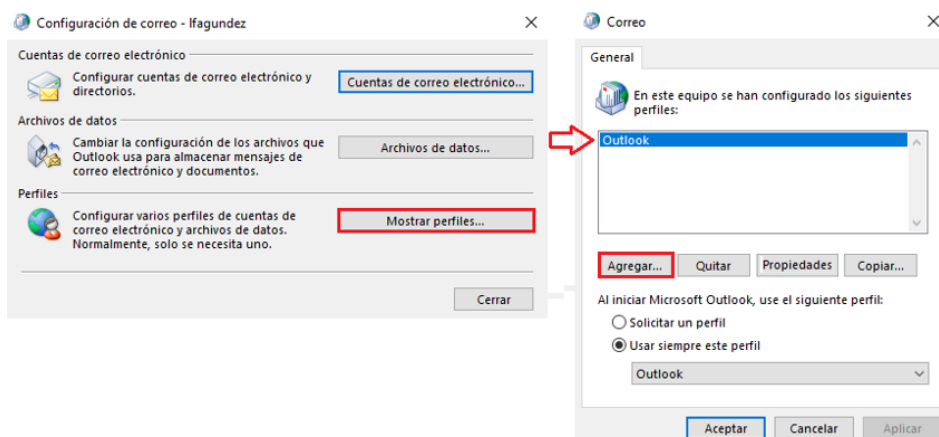 Configuración de correo - lfagundez
Cuentas de correo electrónico
Configurar cuentas de correo electrónico y
directorios.
Cuentas de correo electrónico...
Archivos de datos
Cambiar la configuración de los archivos que
Outlook usa para almacenar mensajes de
correo electrónico y documentos.
Archivos de datos...
Perfiles
Configurar varios perfiles de cuentas de
correo electrónico y archivos de datos.
Normalmente, solo se necesita uno.
Mostrar perfiles...
Cerrar
Correo
General
En este equipo se han configurado los siguientes
perfiles:
Outlook
Agregar...
Quitar
Propiedades
Copiar...
Al iniciar Microsoft Outlook, use el siguiente perfil:
Solicitar un perfil
Usar siempre este perfil
Outlook
Aceptar
Cancelar
Aplicar